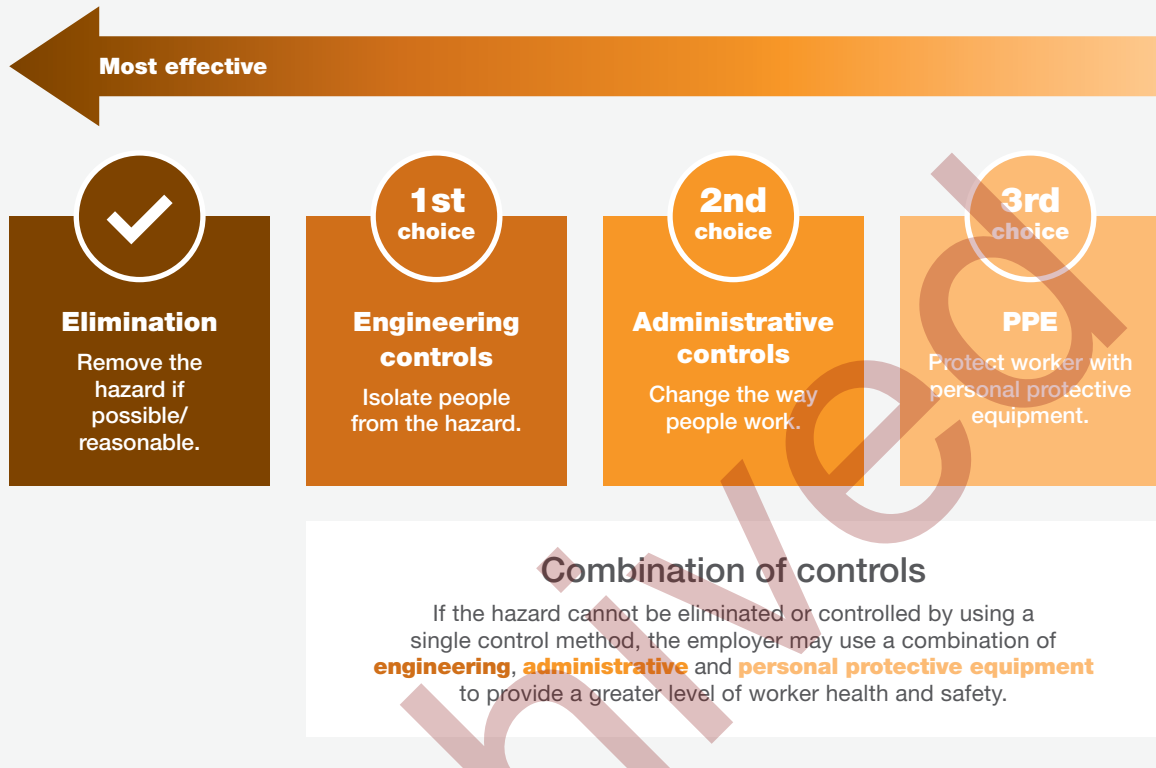 Most effective
1st
choice
2nd
choice
3rd
choice
Elimination
Remove the
hazard if
possible/
reasonable.
Engineering
controls
Isolate people
from the hazard.
Administrative
controls
Change the way
people work.
PPE
Protect worker with
personal protective
equipment.
Combination of controls
If the hazard cannot be eliminated or controlled by using a
single control method, the employer may use a combination of
engineering, administrative and personal protective equipment
to provide a greater level of worker health and safety.
hived